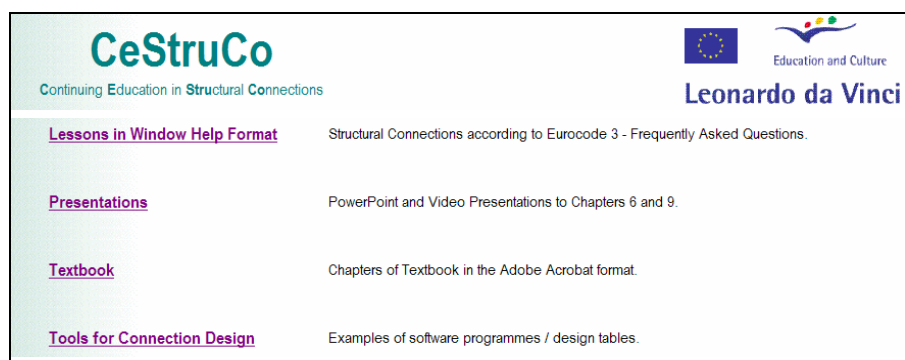 CeStruCo
Education and Culture
Continuing Education in Structural Connections
Leonardo da Vinci
Lessons in Window Help Format Structural Connections according to Eurocode 3 - Frequently Asked Questions.
Presentations PowerPoint and Video Presentations to Chapters 6 and 9.
Textbook Chapters of Textbook in the Adobe Acrobat format.
Tools for Connection Design Examples of software programmes / design tables.